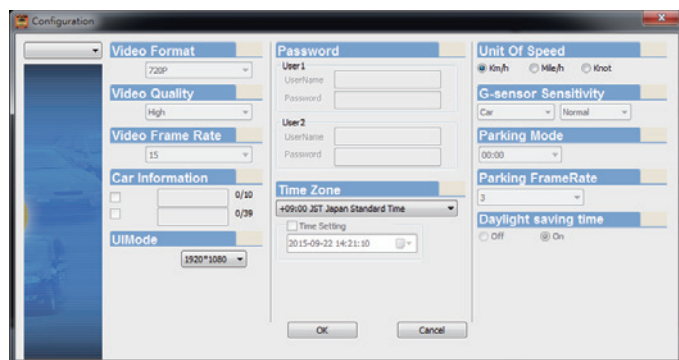 Configuration
Video Format
720P
Video Quality
High
Video Frame Rate
15
Car Information
0/10
0/39
UIMode
1920*1080
Password
User1
UserName
Password
User2
UserName
Password
Time Zone
+09:00 JST Japan Standard Time
Time Setting
2015-09-22 14:21:10
OK
Cancel
Unit Of Speed
Km/h
Mile/h
Knot
G-sensor Sensitivity
Car
Normal
Parking Mode
00:00
Parking FrameRate
3
Daylight saving time
Off
On